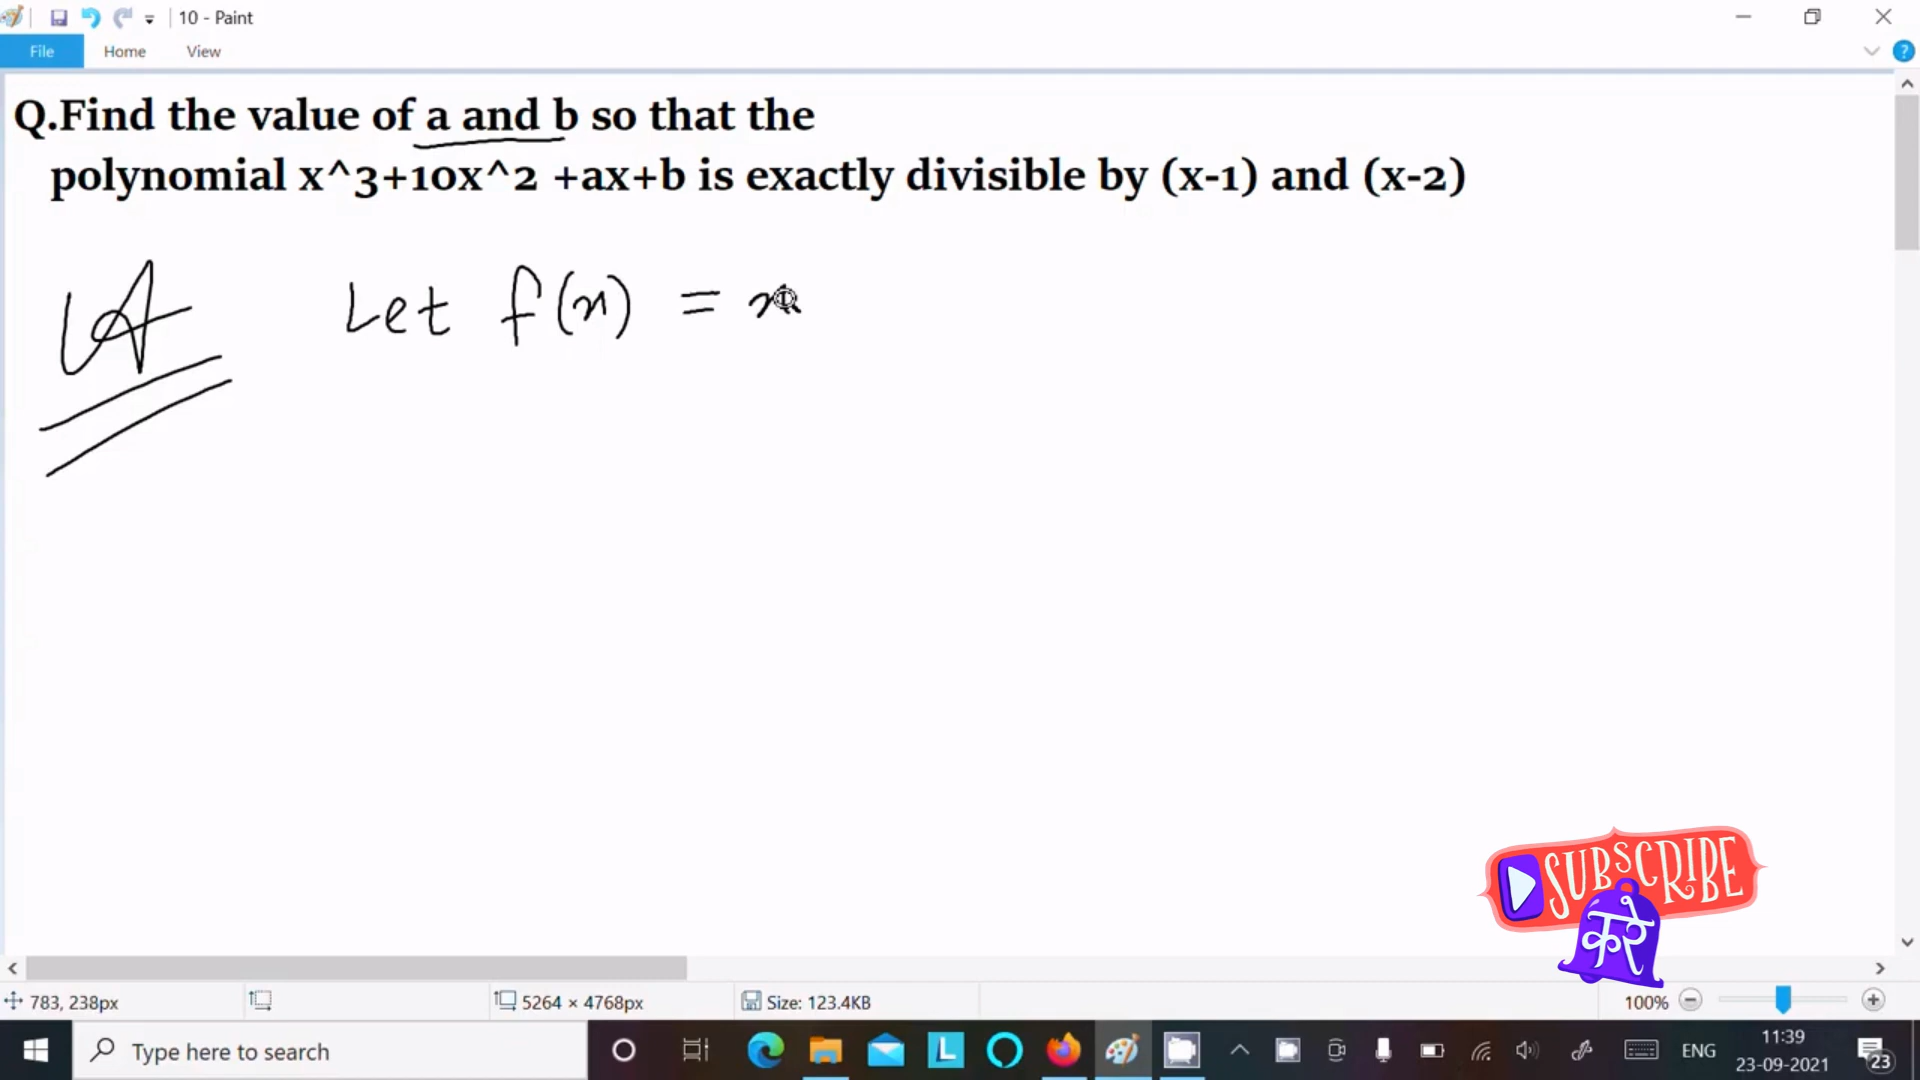 10 - Paint
File Home View
Q.Find the value of a and b so that the
polynomial x^3+10x^2 +ax+b is exactly divisible by (x-1) and (x-2)
Let f(x) = x
SUBSCRIBE
करे
783, 238px 5264 × 4768px Size: 123.4KB 100%
Type here to search
L
ENG
11:39
23-09-2021
23